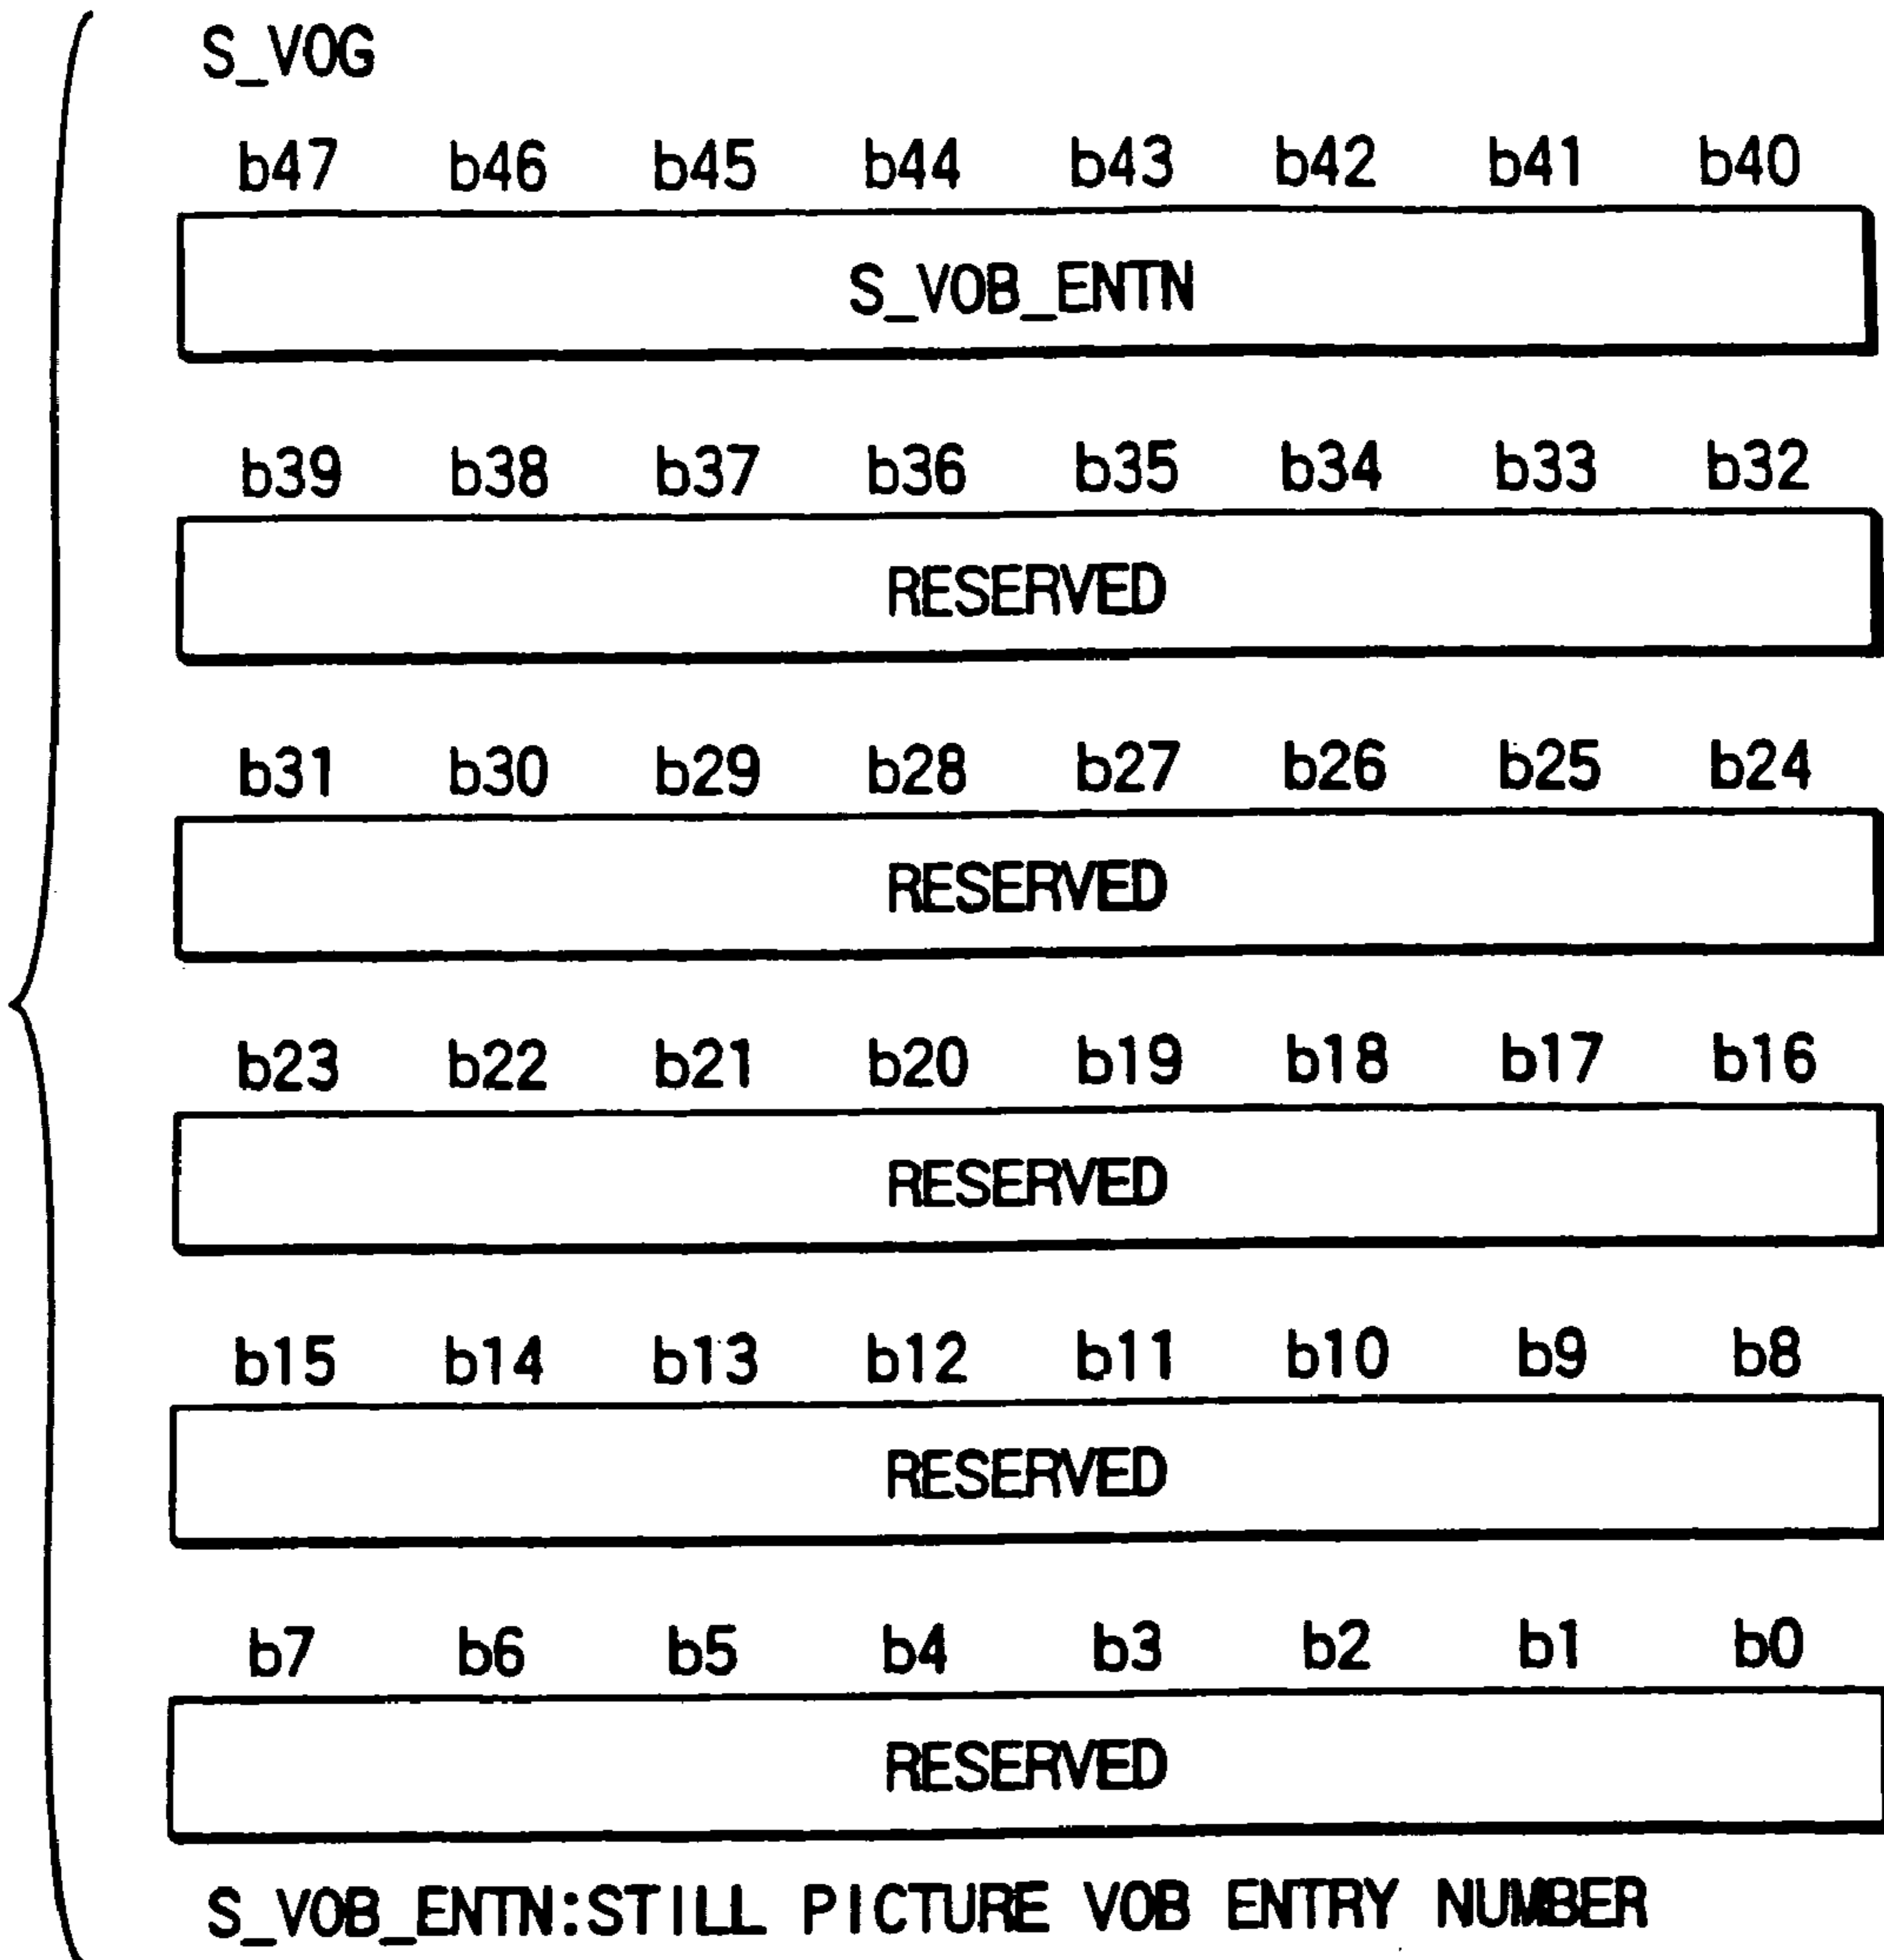 S_VOG
b47 b46 b45 b44 b43 b42 b41 b40
S_VOB_ENTN
b39 b38 b37 b36 b35 b34 b33 b32
RESERVED
b31 b30 b29 b28 b27 b26 b25 b24
RESERVED
b23 b22 b21 b20 b19 b18 b17 b16
RESERVED
b15 b14 b13 b12 b11 b10 b9 b8
RESERVED
b7 b6 b5 b4 b3 b2 b1 b0
RESERVED
S_VOB_ENTN:STILL PICTURE VOB ENTRY NUMBER